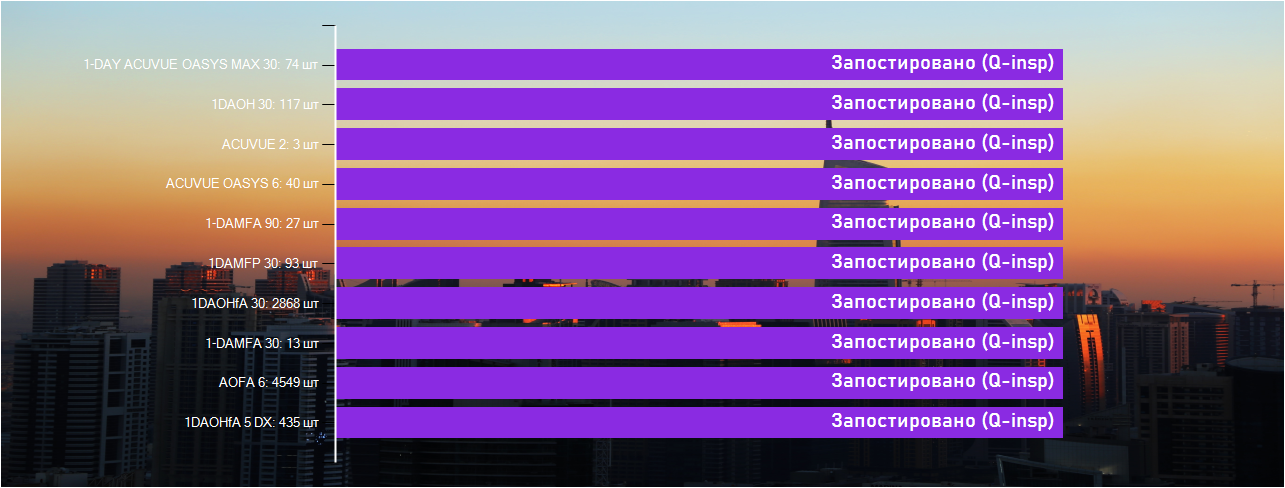 1-DAY ACUVUE OASYS MAX 30: 74 шт Запостировано (Q-insp)
1DAOH 30: 117 шт Запостировано (Q-insp)
ACUVUE 2: 3 шт Запостировано (Q-insp)
ACUVUE OASYS 6: 40 шт Запостировано (Q-insp)
1-DAMFA 90: 27 шт Запостировано (Q-insp)
1DAMFP 30: 93 шт Запостировано (Q-insp)
1DAOHfA 30: 2868 шт Запостировано (Q-insp)
1-DAMFA 30: 13 шт Запостировано (Q-insp)
AOFA 6: 4549 шт Запостировано (Q-insp)
1DAOHfA 5 DX: 435 шт Запостировано (Q-insp)